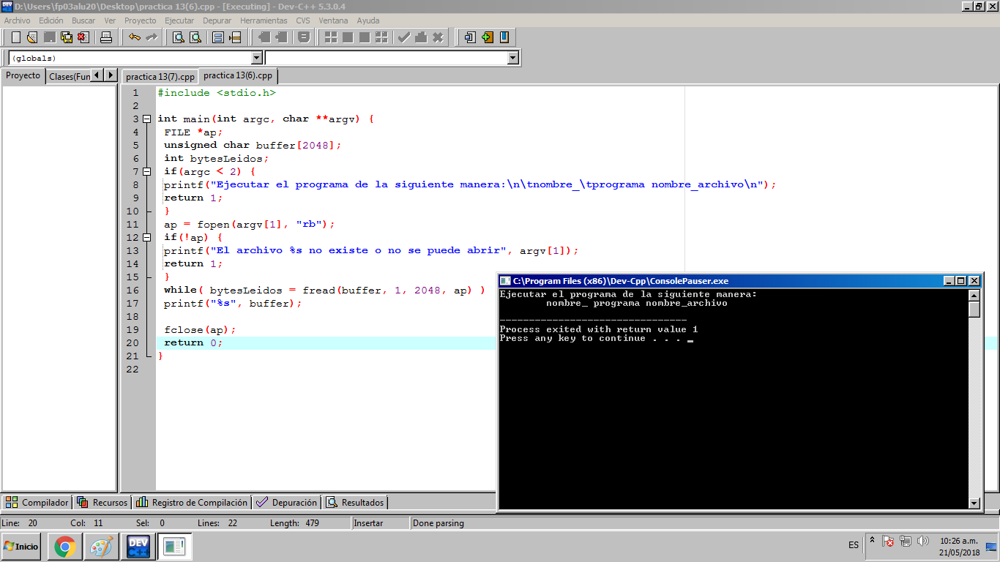 D:\Users\fp03alu20\Desktop\practica 13(6).cpp - [Executing] - Dev-C++ 5.3.0.4
Archivo Edición Buscar Ver Proyecto Ejecutar Depurar Herramientas CVS Ventana Ayuda
(globals)
Proyecto Clases(Fun practica 13(7).cpp practica 13(6).cpp
1 #include <stdio.h>
2
3 int main(int argc, char **argv) {
4 FILE *ap;
5 unsigned char buffer[2048];
6 int bytesLeidos;
7 if(argc < 2) {
8 printf("Ejecutar el programa de la siguiente manera:\n\tnombre_\tprograma nombre_archivo\n");
9 return 1;
10 }
11 ap = fopen(argv[1], "rb");
12 if(!ap) {
13 printf("El archivo %s no existe o no se puede abrir", argv[1]);
14 return 1;
15 }
16 while( bytesLeidos = fread(buffer, 1, 2048, ap) )
17 printf("%s", buffer);
18
19 fclose(ap);
20 return 0;
21 }
22
C:\Program Files (x86)\Dev-Cpp\ConsolePauser.exe
Ejecutar el programa de la siguiente manera:
nombre_ programa nombre_archivo
--------------------------------
Process exited with return value 1
Press any key to continue . . . _
Compilador Recursos Registro de Compilación Depuración Resultados
Line: 20 Col: 11 Sel: 0 Lines: 22 Length: 479 Insertar Done parsing
Inicio DEV C++ ES 10:26 a.m.
21/05/2018